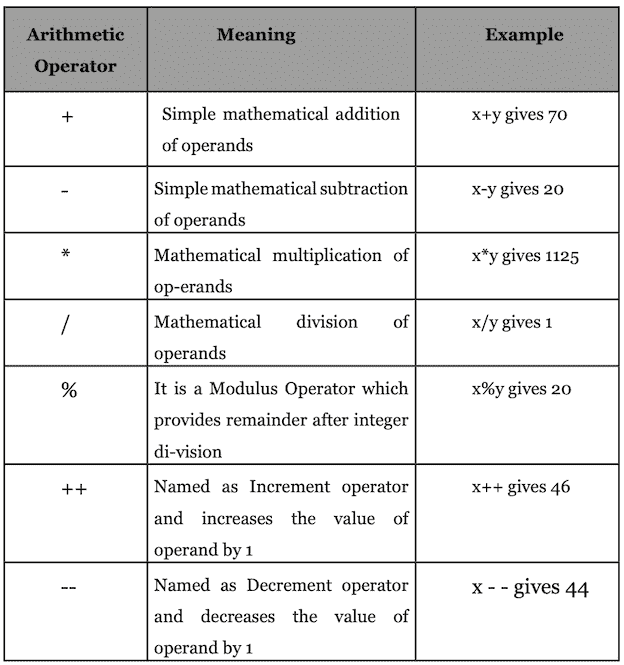 Arithmetic Operator Meaning Example
+ Simple mathematical addition of operands x+y gives 70
- Simple mathematical subtraction of operands x-y gives 20
* Mathematical multiplication of op-erands x*y gives 1125
/ Mathematical division of operands x/y gives 1
% It is a Modulus Operator which provides remainder after integer di-vision x%y gives 20
++ Named as Increment operator and increases the value of operand by 1 x++ gives 46
-- Named as Decrement operator and decreases the value of operand by 1 x - - gives 44